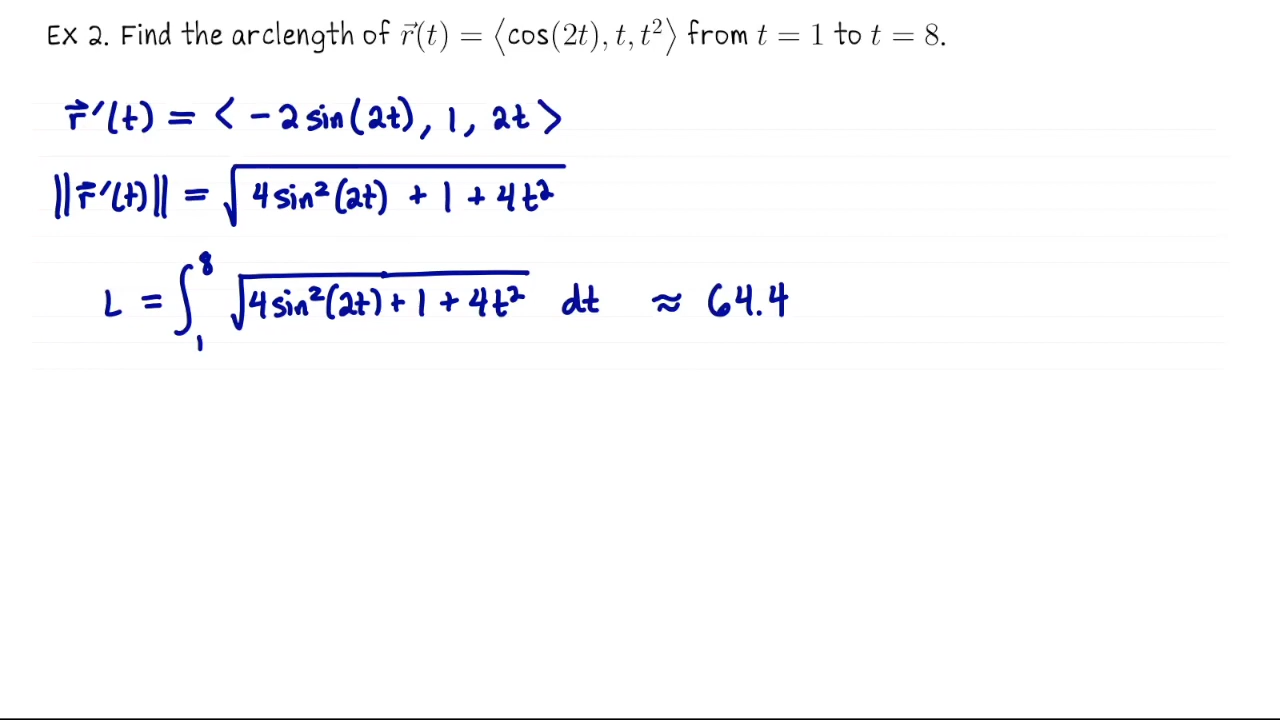 Ex 2. Find the arclength of r⃗(t) = ⟨cos(2t), t, t²⟩ from t = 1 to t = 8.
r⃗′(t) = < -2 sin(2t), 1, 2t >
||r⃗′(t)|| = √(4 sin²(2t) + 1 + 4t²)
L = ∫₁⁸ √(4 sin²(2t) + 1 + 4t²) dt ≈ 64.4